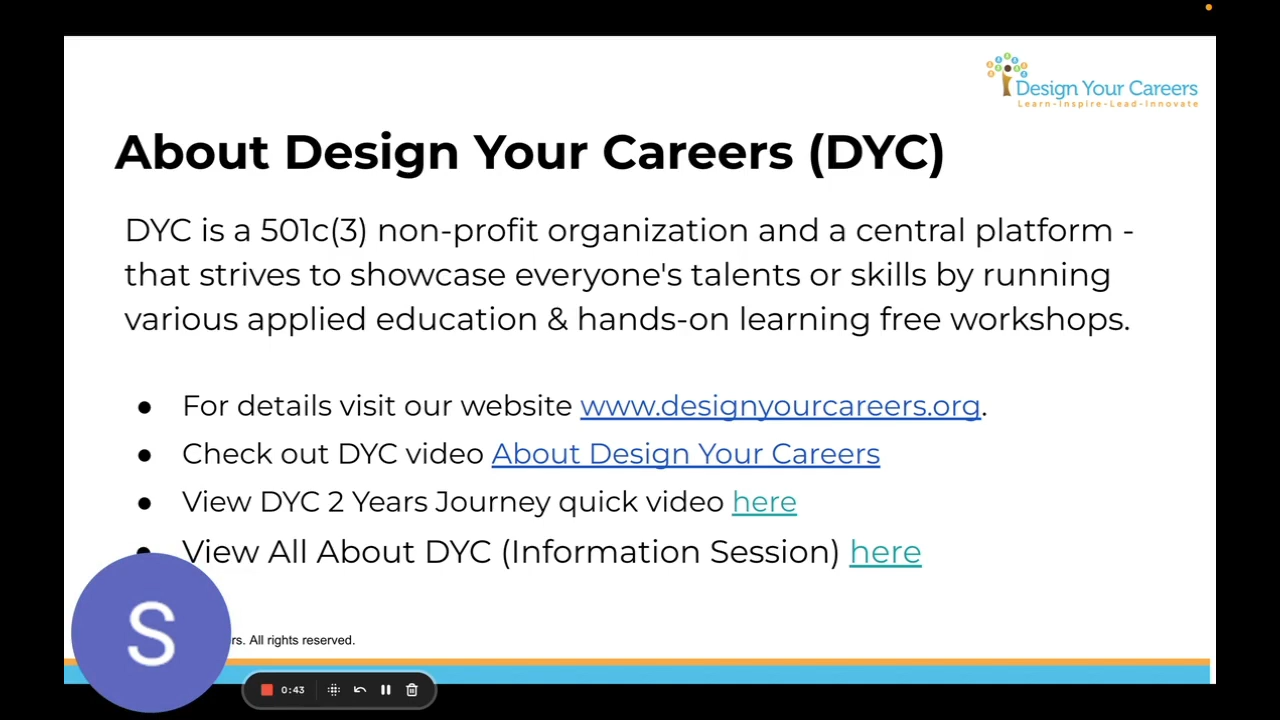 Design Your Careers
Learn-Inspire-Lead-Innovate
About Design Your Careers (DYC)
DYC is a 501c(3) non-profit organization and a central platform -
that strives to showcase everyone's talents or skills by running
various applied education & hands-on learning free workshops.
● For details visit our website www.designyourcareers.org.
● Check out DYC video About Design Your Careers
● View DYC 2 Years Journey quick video here
● View All About DYC (Information Session) here
S
All rights reserved.
0:43